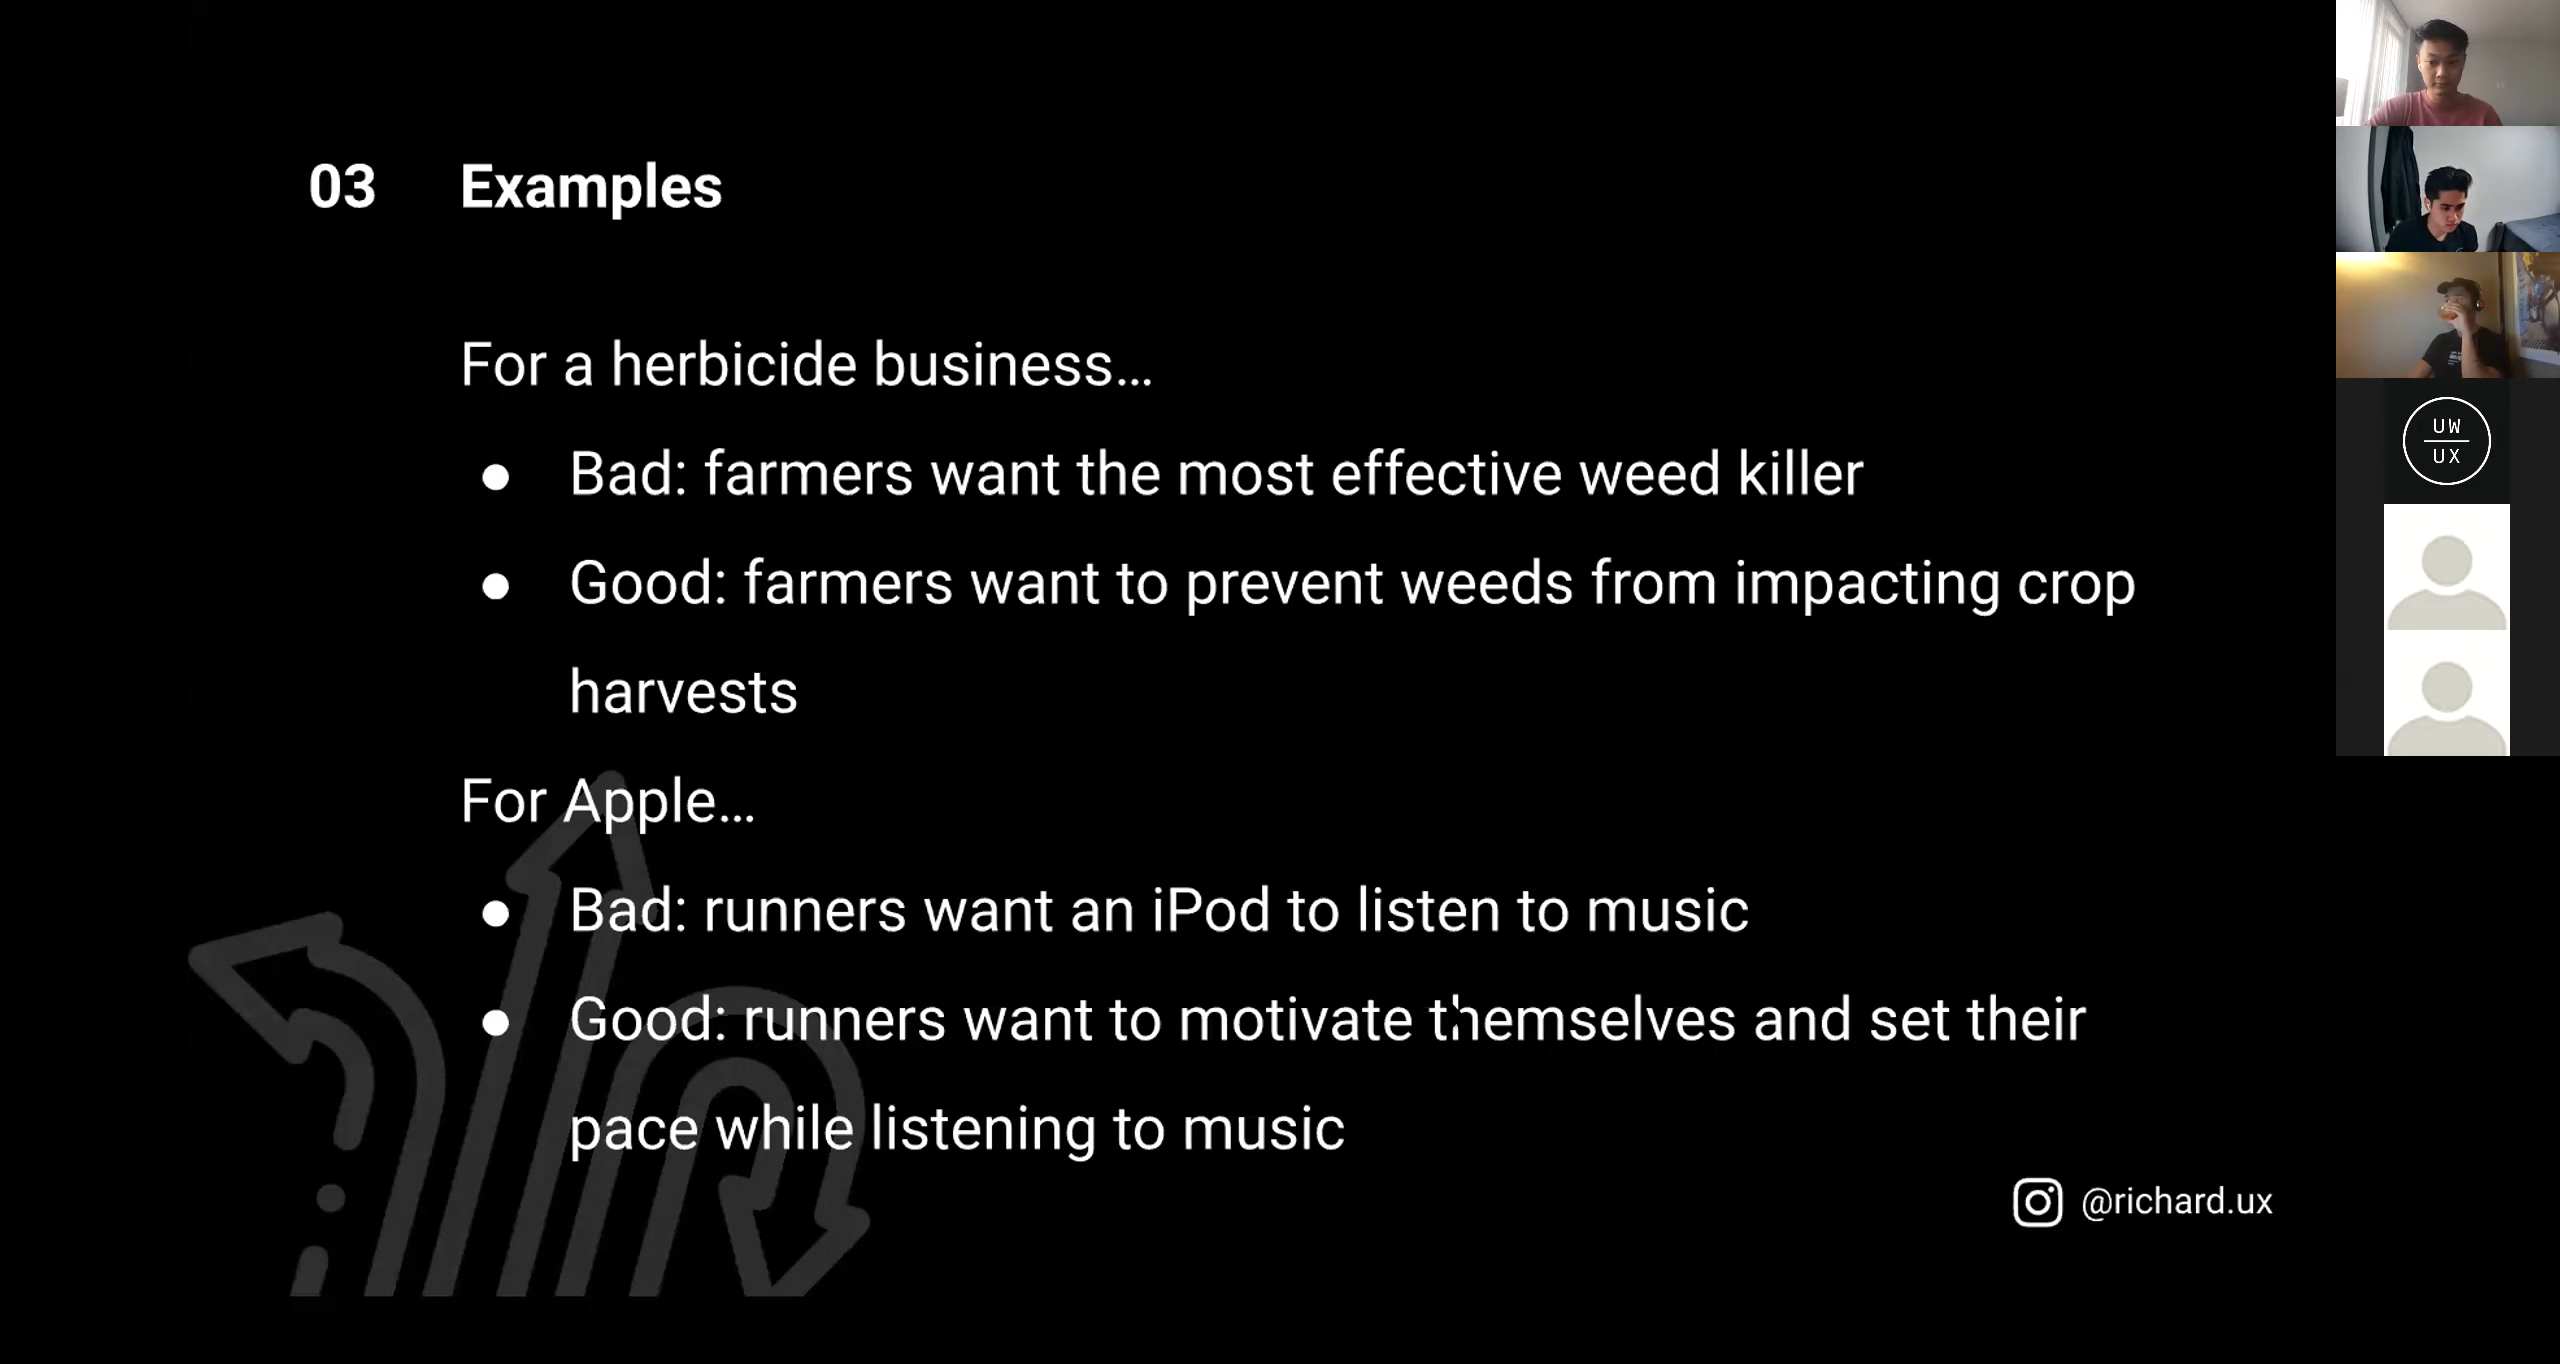 03 Examples
For a herbicide business...
● Bad: farmers want the most effective weed killer
● Good: farmers want to prevent weeds from impacting crop
harvests
For Apple...
● Bad: runners want an iPod to listen to music
● Good: runners want to motivate themselves and set their
pace while listening to music
@richard.ux
UW
UX